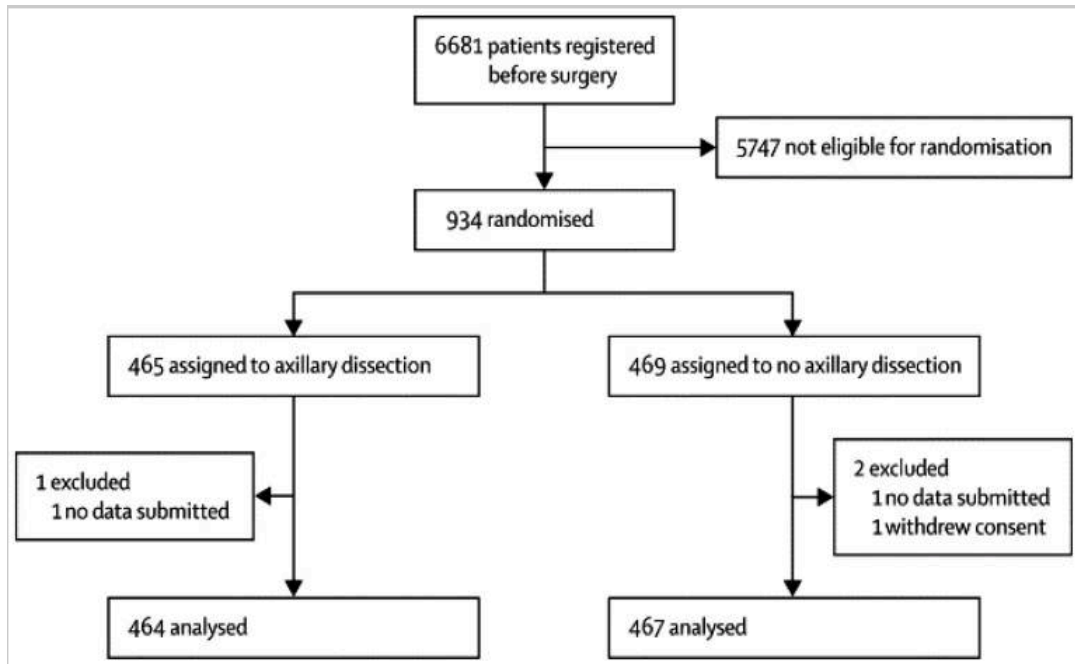 6681 patients registered
before surgery
5747 not eligible for randomisation
934 randomised
465 assigned to axillary dissection
469 assigned to no axillary dissection
1 excluded
1 no data submitted
2 excluded
1 no data submitted
1 withdrew consent
464 analysed
467 analysed